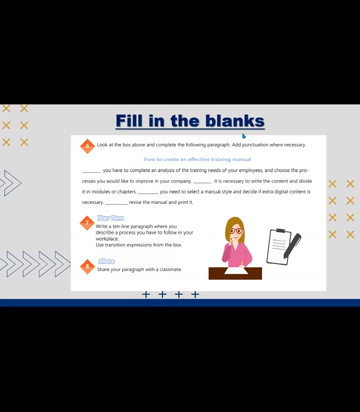 Fill in the blanks
6 Look at the box above and complete the following paragraph. Add punctuation where necessary.
How to create an effective training manual
________ you have to complete an analysis of the training needs of your employees, and choose the pro-
cesses you would like to improve in your company. ________ it is necessary to write the content and divide
it in modules or chapters. ________ you need to select a manual style and decide if extra digital content is
necessary. __________ revise the manual and print it.
7 Your Turn
Write a ten-line paragraph where you
describe a process you have to follow in your
workplace.
Use transition expressions from the box.
8 Share
Share your paragraph with a classmate.